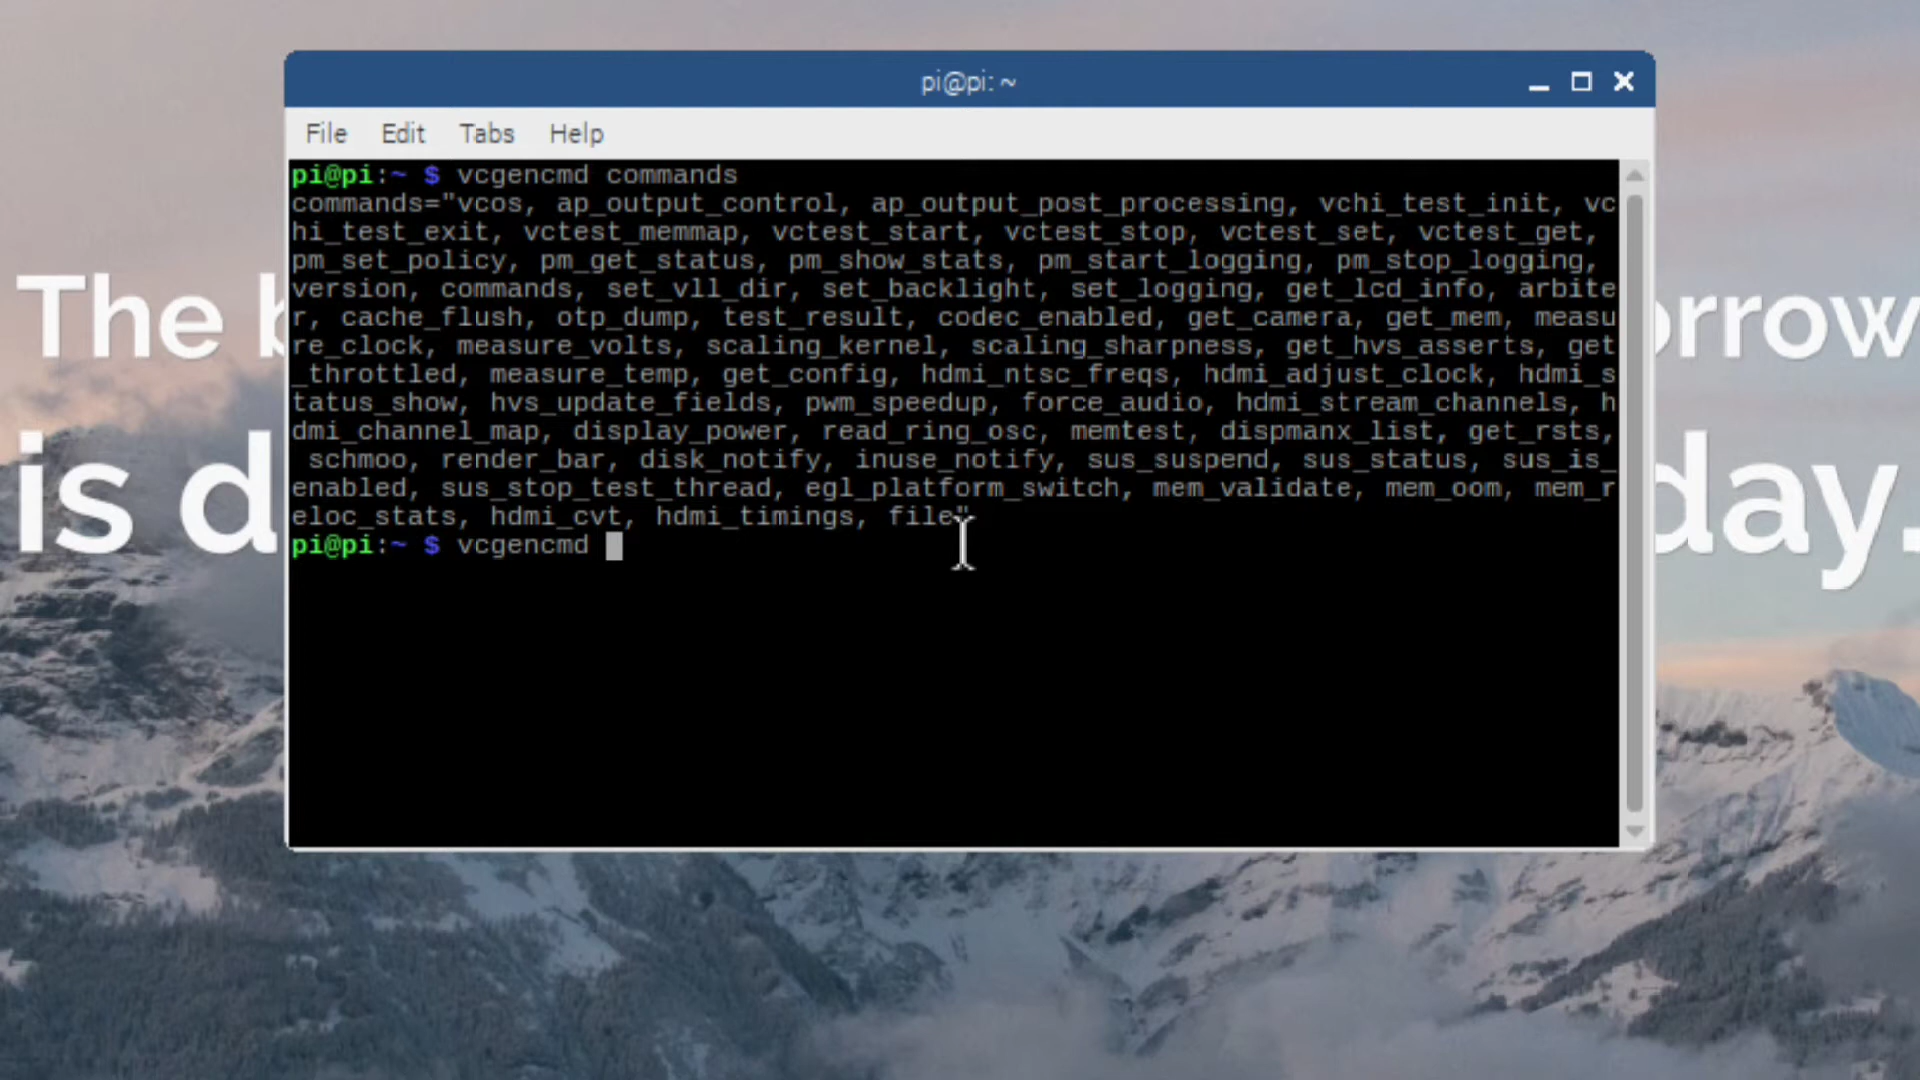 pi@pi: ~
File Edit Tabs Help
pi@pi:~ $ vcgencmd commands
commands="vcos, ap_output_control, ap_output_post_processing, vchi_test_init, vc
hi_test_exit, vctest_memmap, vctest_start, vctest_stop, vctest_set, vctest_get,
pm_set_policy, pm_get_status, pm_show_stats, pm_start_logging, pm_stop_logging,
version, commands, set_vll_dir, set_backlight, set_logging, get_lcd_info, arbite
r, cache_flush, otp_dump, test_result, codec_enabled, get_camera, get_mem, measu
re_clock, measure_volts, scaling_kernel, scaling_sharpness, get_hvs_asserts, get
_throttled, measure_temp, get_config, hdmi_ntsc_freqs, hdmi_adjust_clock, hdmi_s
tatus_show, hvs_update_fields, pwm_speedup, force_audio, hdmi_stream_channels, h
dmi_channel_map, display_power, read_ring_osc, memtest, dispmanx_list, get_rsts,
schmoo, render_bar, disk_notify, inuse_notify, sus_suspend, sus_status, sus_is_
enabled, sus_stop_test_thread, egl_platform_switch, mem_validate, mem_oom, mem_r
eloc_stats, hdmi_cvt, hdmi_timings, file"
pi@pi:~ $ vcgencmd
The b orrow
is d day.